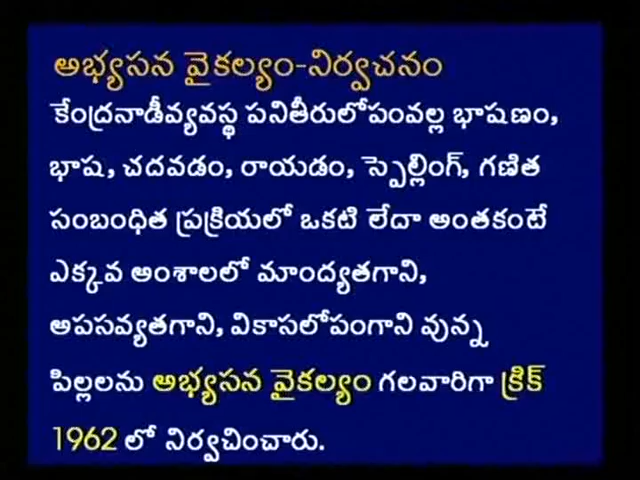 అభ్యసన వైకల్యం-నిర్వచనం
కేంద్రనాడీవ్యవస్థ పనితీరులోపంవల్ల భాషణం,
భాష, చదవడం, రాయడం, స్పెల్లింగ్, గణిత
సంబంధిత ప్రక్రియలో ఒకటి లేదా అంతకంటే
ఎక్కవ అంశాలలో మాంద్యతగాని,
అపసవ్యతగాని, వికాసలోపంగాని వున్న
పిల్లలను అభ్యసన వైకల్యం గలవారిగా క్రిక్
1962 లో నిర్వచించారు.